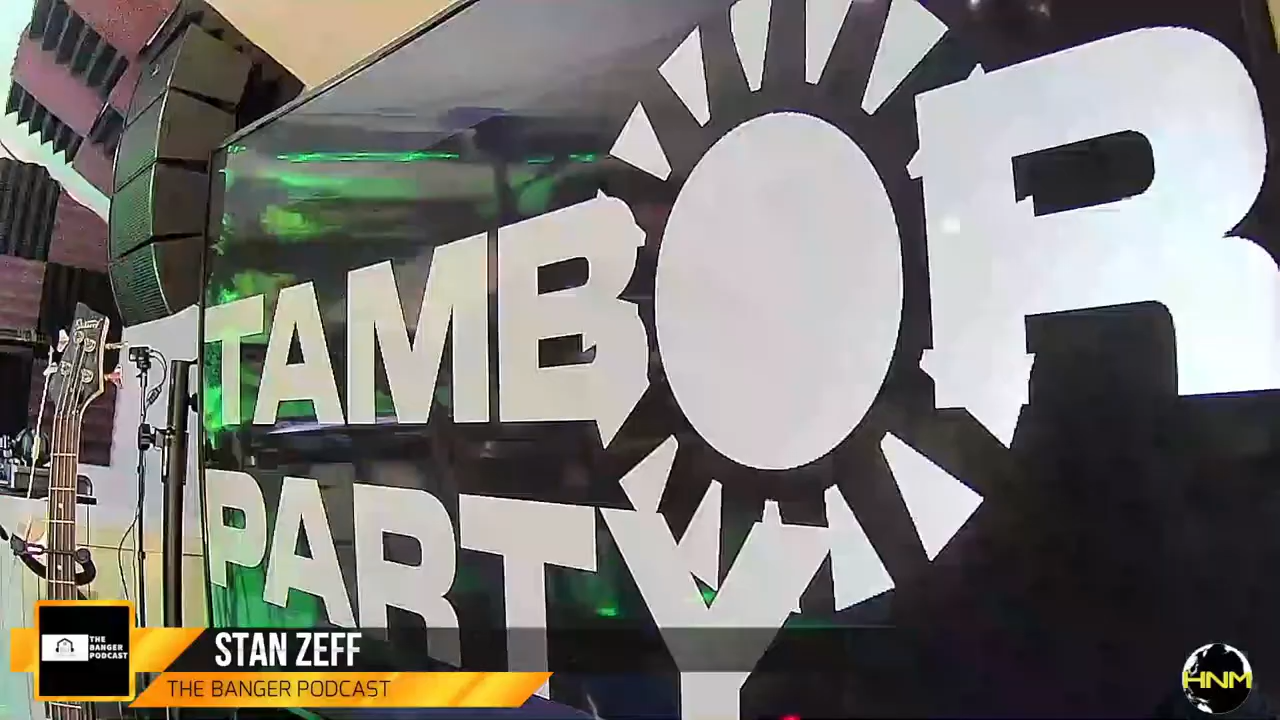 TAMBOR
PARTY
THE
BANGER
PODCAST
STAN ZEFF
THE BANGER PODCAST
HNM